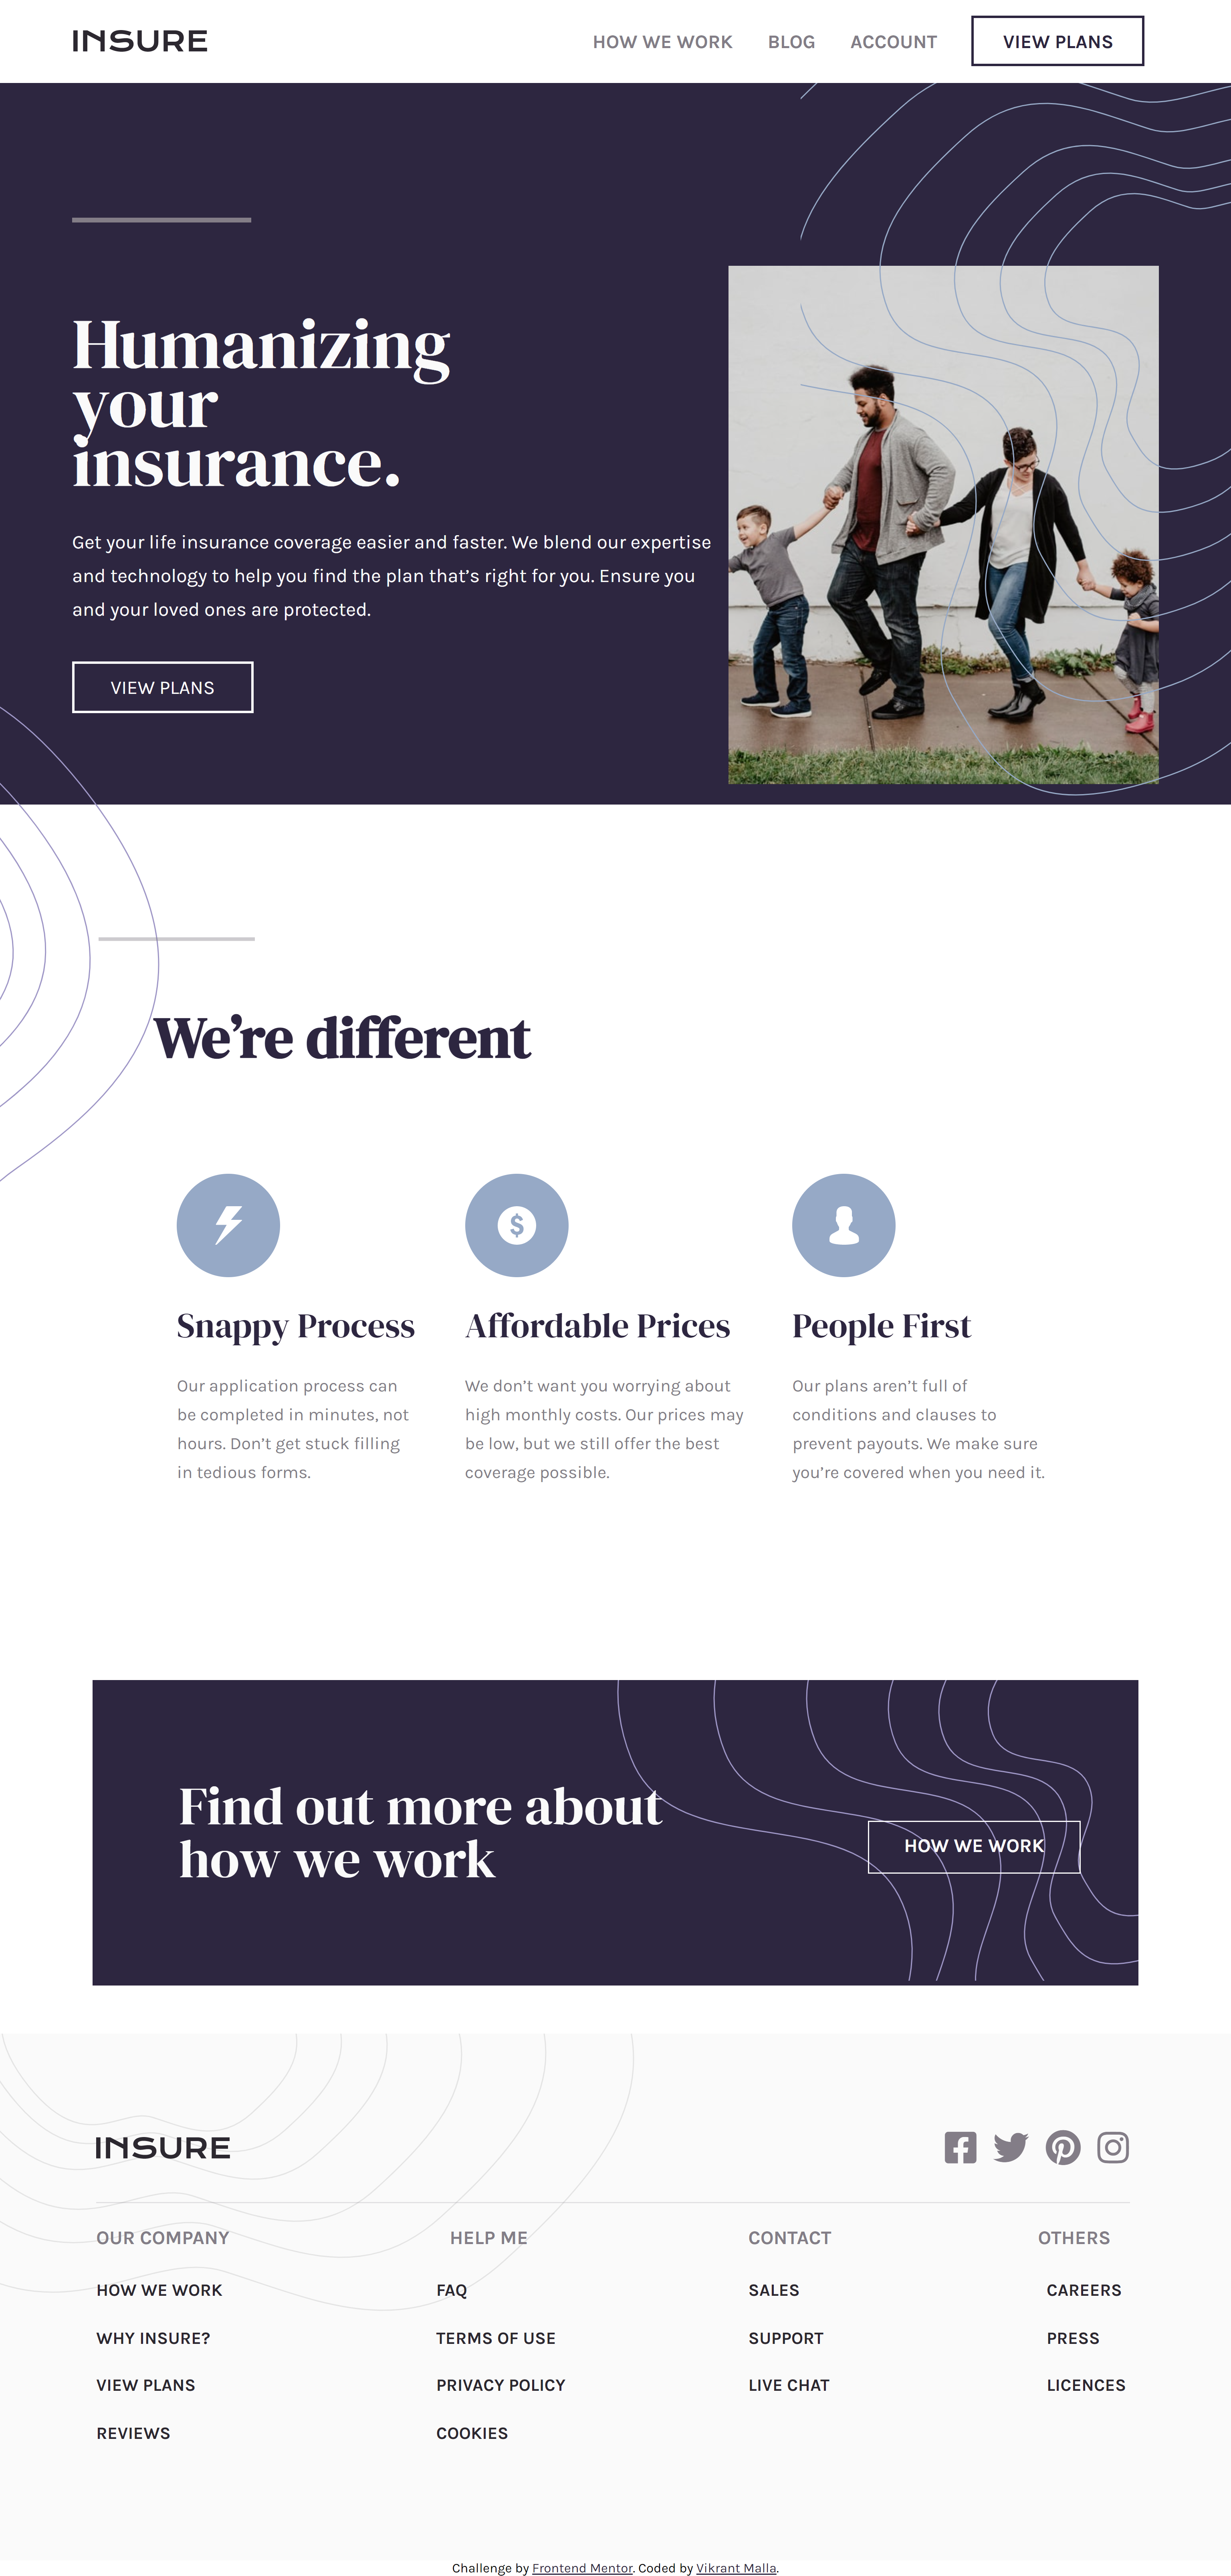 INSURE
HOW WE WORK
BLOG
ACCOUNT
VIEW PLANS
Humanizing
your
insurance.
Get your life insurance coverage easier and faster. We blend our expertise
and technology to help you find the plan that’s right for you. Ensure you
and your loved ones are protected.
VIEW PLANS
We’re different
Snappy Process
Our application process can
be completed in minutes, not
hours. Don’t get stuck filling
in tedious forms.
Affordable Prices
We don’t want you worrying about
high monthly costs. Our prices may
be low, but we still offer the best
coverage possible.
People First
Our plans aren’t full of
conditions and clauses to
prevent payouts. We make sure
you’re covered when you need it.
Find out more about
how we work
HOW WE WORK
INSURE
OUR COMPANY
HOW WE WORK
WHY INSURE?
VIEW PLANS
REVIEWS
HELP ME
FAQ
TERMS OF USE
PRIVACY POLICY
COOKIES
CONTACT
SALES
SUPPORT
LIVE CHAT
OTHERS
CAREERS
PRESS
LICENCES
Challenge by Frontend Mentor. Coded by Vikrant Malla.